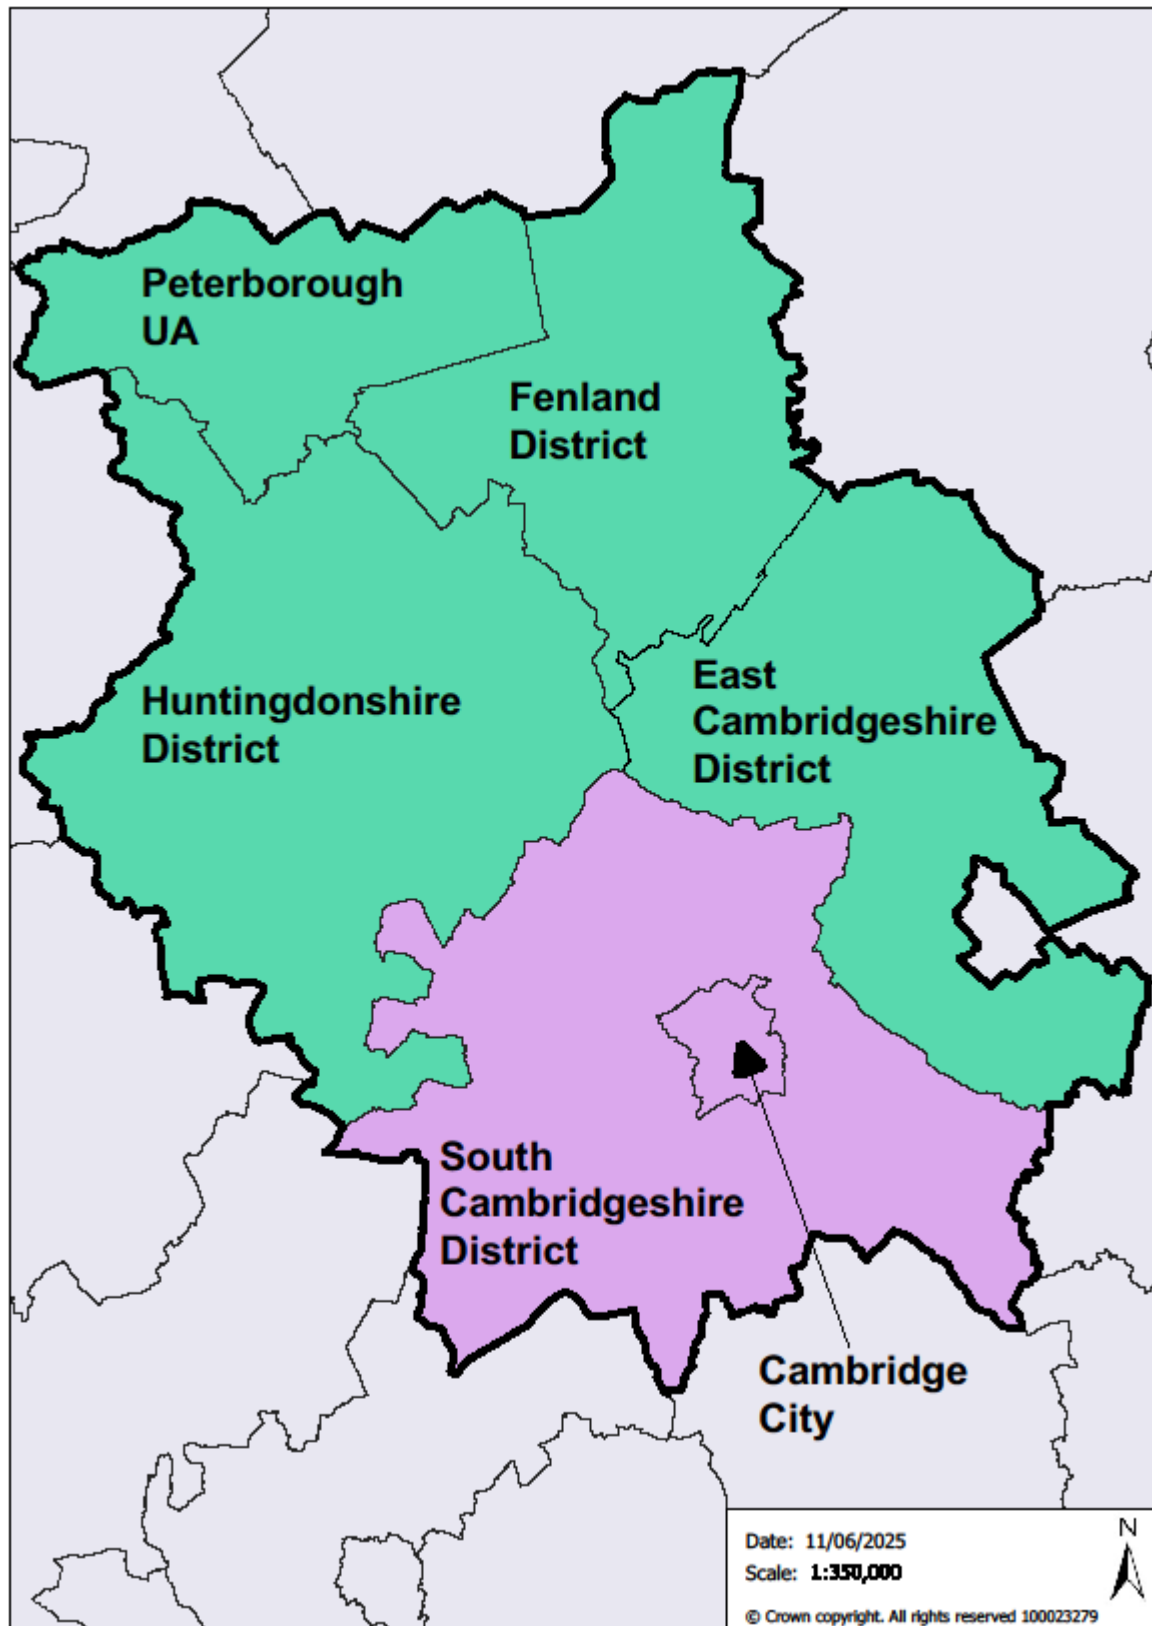 Peterborough
UA
Fenland
District
Huntingdonshire
District
East
Cambridgeshire
District
South
Cambridgeshire
District
Cambridge
City
Date: 11/06/2025
Scale: 1:350,000
N
© Crown copyright. All rights reserved 100023279